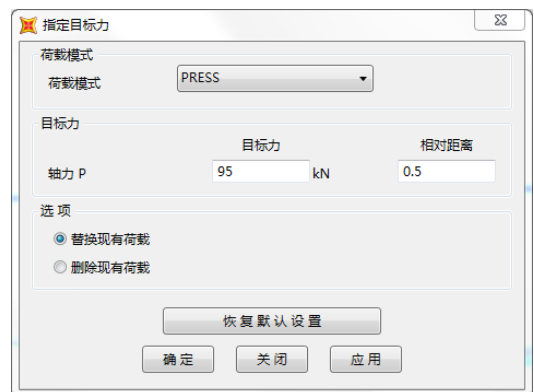 指定目标力
荷载模式
荷载模式 PRESS
目标力
目标力 相对距离
轴力 P 95 kN 0.5
选项
替换现有荷载
删除现有荷载
恢复默认设置
确定 关闭 应用